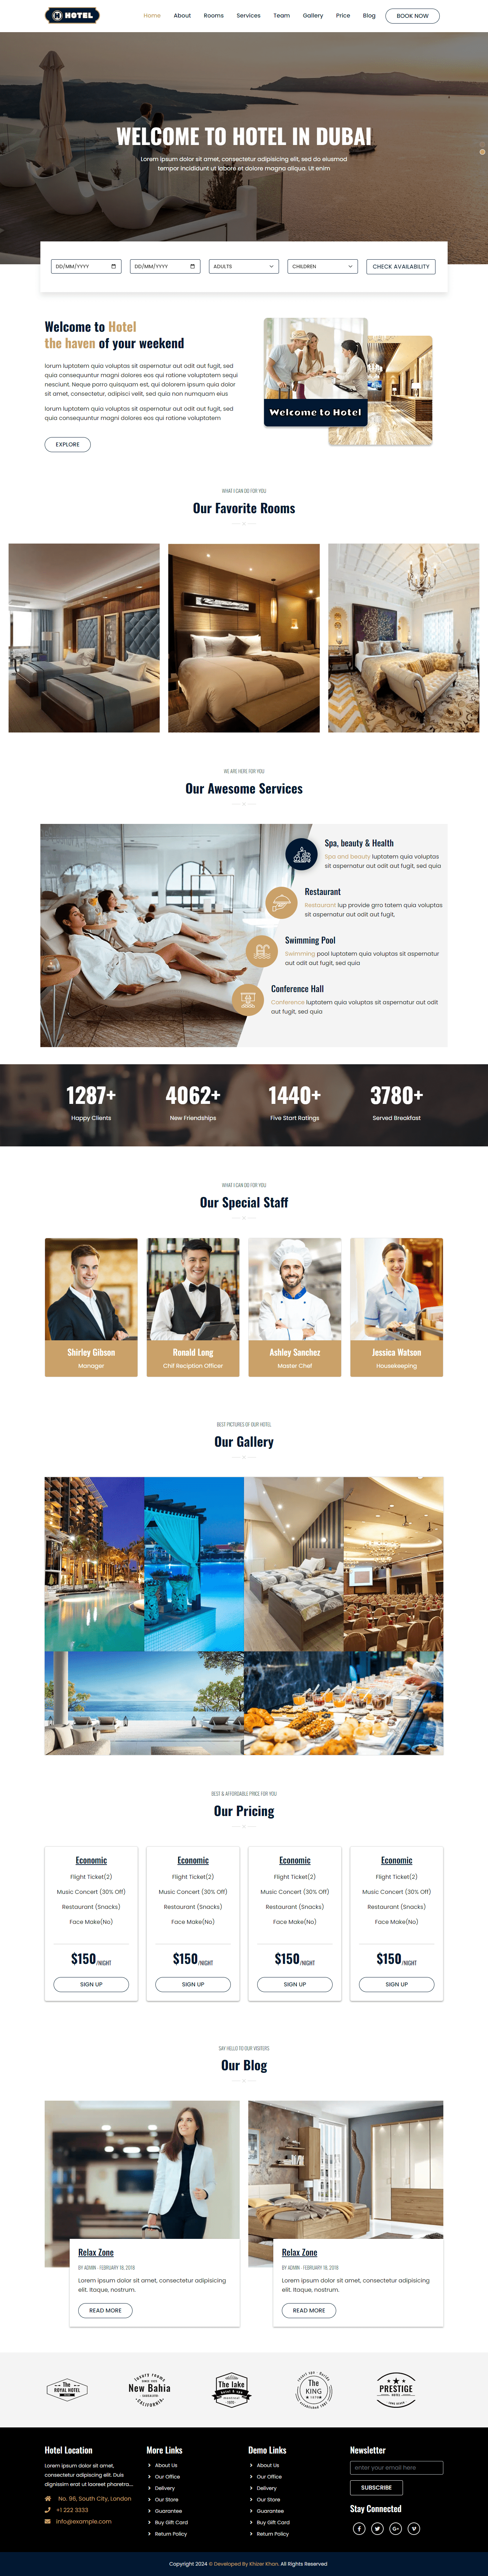 HOTEL
Home About Rooms Services Team Gallery Price Blog BOOK NOW
WELCOME TO HOTEL IN DUBAI
Lorem ipsum dolor sit amet, consectetur adipisicing elit, sed do eiusmod
tempor incididunt ut labore et dolore magna aliqua. Ut enim
DD/MM/YYYY DD/MM/YYYY ADULTS CHILDREN CHECK AVAILABILITY
Welcome to Hotel
the haven of your weekend
lorum luptatem quia voluptas sit aspernatur aut odit aut fugit, sed
quia consequuntur magni dolores eos qui ratione voluptatem sequi
nesciunt. Neque porro quisquam est, qui dolorem ipsum quia dolor
sit amet, consectetur, adipisci velit, sed quia non numquam eius
lorum luptatem quia voluptas sit aspernatur aut odit aut fugit, sed
quia consequuntur magni dolores eos qui ratione voluptatem
EXPLORE
Welcome to Hotel
WHAT I CAN DO FOR YOU
Our Favorite Rooms
WE ARE HERE FOR YOU
Our Awesome Services
Spa, beauty & Health
Spa and beauty luptatem quia voluptas
sit aspernatur aut odit aut fugit, sed quia
Restaurant
Restaurant lup provide grro tatem quia voluptas
sit aspernatur aut odit aut fugit,
Swimming Pool
Swimming pool luptatem quia voluptas sit aspernatur
aut odit aut fugit, sed quia
Conference Hall
Conference luptatem quia voluptas sit aspernatur aut odit
aut fugit, sed quia
1287+ 4062+ 1440+ 3780+
Happy Clients New Friendships Five Start Ratings Served Breakfast
WHAT I CAN DO FOR YOU
Our Special Staff
Shirley Gibson Ronald Long Ashley Sanchez Jessica Watson
Manager Chif Reciption Officer Master Chef Housekeeping
BEST PICTURES OF OUR HOTEL
Our Gallery
BEST & AFFORDABLE PRICE FOR YOU
Our Pricing
Economic Economic Economic Economic
Flight Ticket(2) Flight Ticket(2) Flight Ticket(2) Flight Ticket(2)
Music Concert (30% Off) Music Concert (30% Off) Music Concert (30% Off) Music Concert (30% Off)
Restaurant (Snacks) Restaurant (Snacks) Restaurant (Snacks) Restaurant (Snacks)
Face Make(No) Face Make(No) Face Make(No) Face Make(No)
$150/NIGHT $150/NIGHT $150/NIGHT $150/NIGHT
SIGN UP SIGN UP SIGN UP SIGN UP
SAY HELLO TO OUR VISITERS
Our Blog
Relax Zone
BY ADMIN - FEBRUARY 18, 2018
Lorem ipsum dolor sit amet, consectetur adipisicing
elit. Itaque, nostrum.
READ MORE
Relax Zone
BY ADMIN - FEBRUARY 18, 2018
Lorem ipsum dolor sit amet, consectetur adipisicing
elit. Itaque, nostrum.
READ MORE
The
ROYAL HOTEL
luxury rooms
New Bahia
CALIFORNIA
The lake
The
KING
PRESTIGE
HOTEL
Hotel Location
Lorem ipsum dolor sit amet,
consectetur adipisicing elit. Duis
dignissim erat ut laoreet pharetra....
No. 96, South City, London
+1 222 3333
info@example.com
More Links
About Us
Our Office
Delivery
Our Store
Guarantee
Buy Gift Card
Return Policy
Demo Links
About Us
Our Office
Delivery
Our Store
Guarantee
Buy Gift Card
Return Policy
Newsletter
enter your email here
SUBSCRIBE
Stay Connected
Copyright 2024 © Developed By Khizer Khan. All Rights Reserved